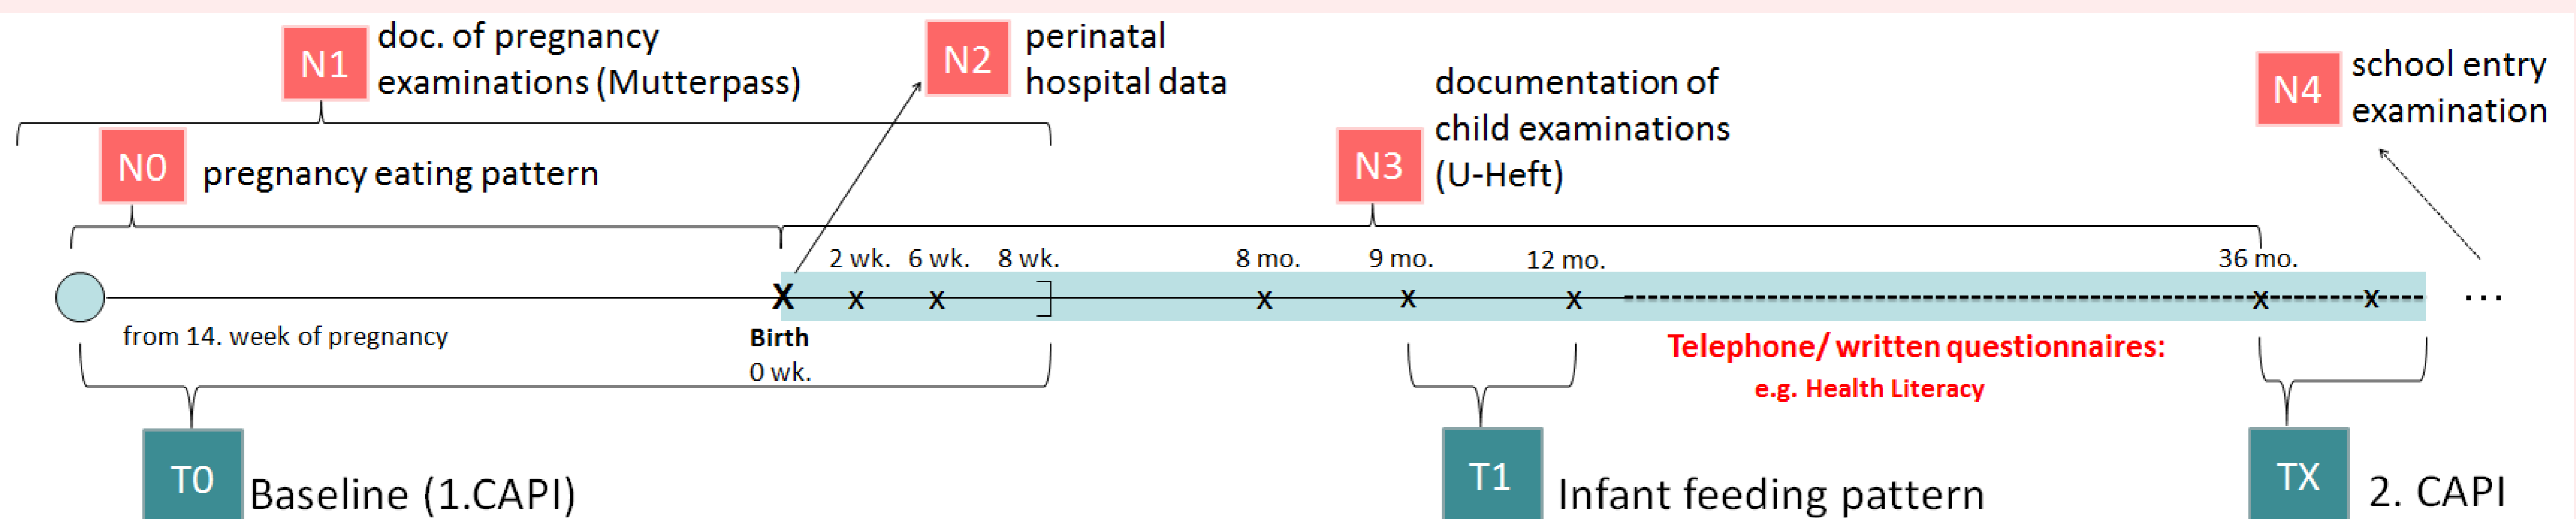 N1
doc. of pregnancy
examinations (Mutterpass)
N2
perinatal
hospital data
N4
school entry
examination
N0
pregnancy eating pattern
N3
documentation of
child examinations
(U-Heft)
2 wk.
6 wk.
8 wk.
8 mo.
9 mo.
12 mo.
36 mo.
X
x
x
x
x
x
x
x
...
from 14. week of pregnancy
Birth
0 wk.
Telephone/ written questionnaires:
e.g. Health Literacy
T0
Baseline (1.CAPI)
T1
Infant feeding pattern
TX
2. CAPI